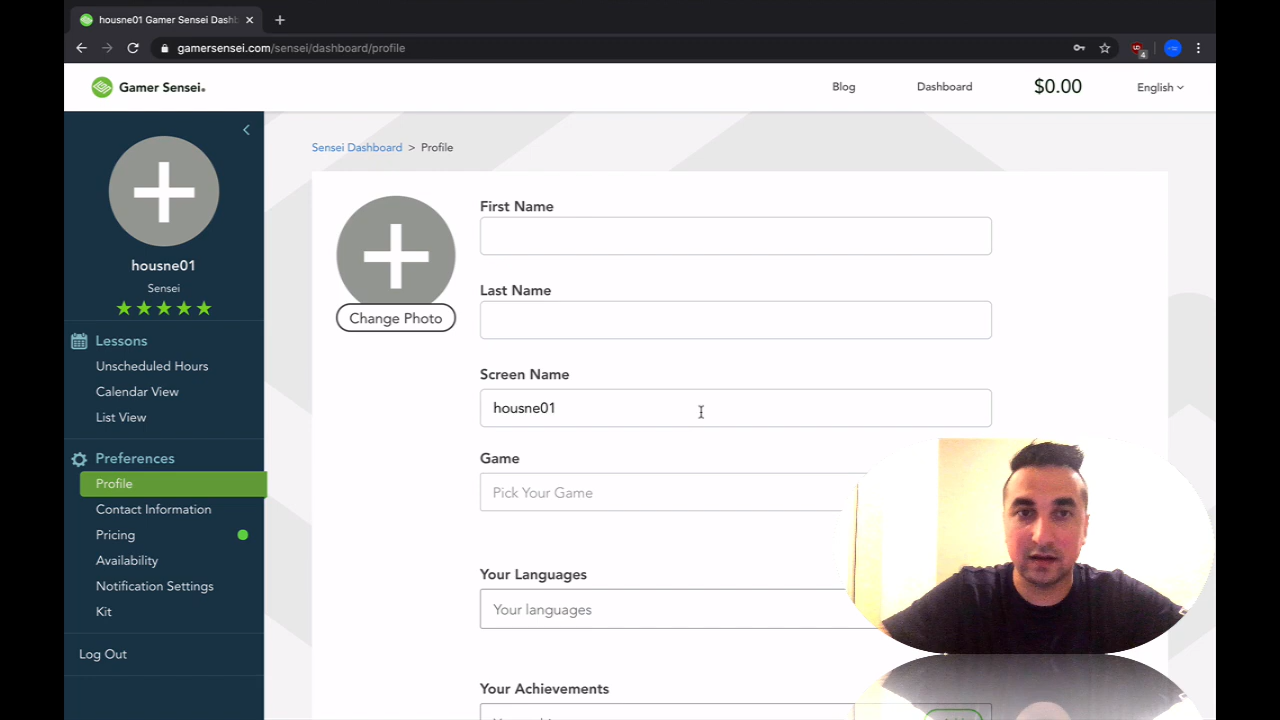 housne01 Gamer Sensei Dashb
gamersensei.com/sensei/dashboard/profile
4
Gamer Sensei.
Blog
Dashboard
$0.00
English
housne01
Sensei
Lessons
Unscheduled Hours
Calendar View
List View
Preferences
Profile
Contact Information
Pricing
Availability
Notification Settings
Kit
Log Out
Sensei Dashboard > Profile
Change Photo
First Name
Last Name
Screen Name
housne01
Game
Pick Your Game
Your Languages
Your languages
Your Achievements